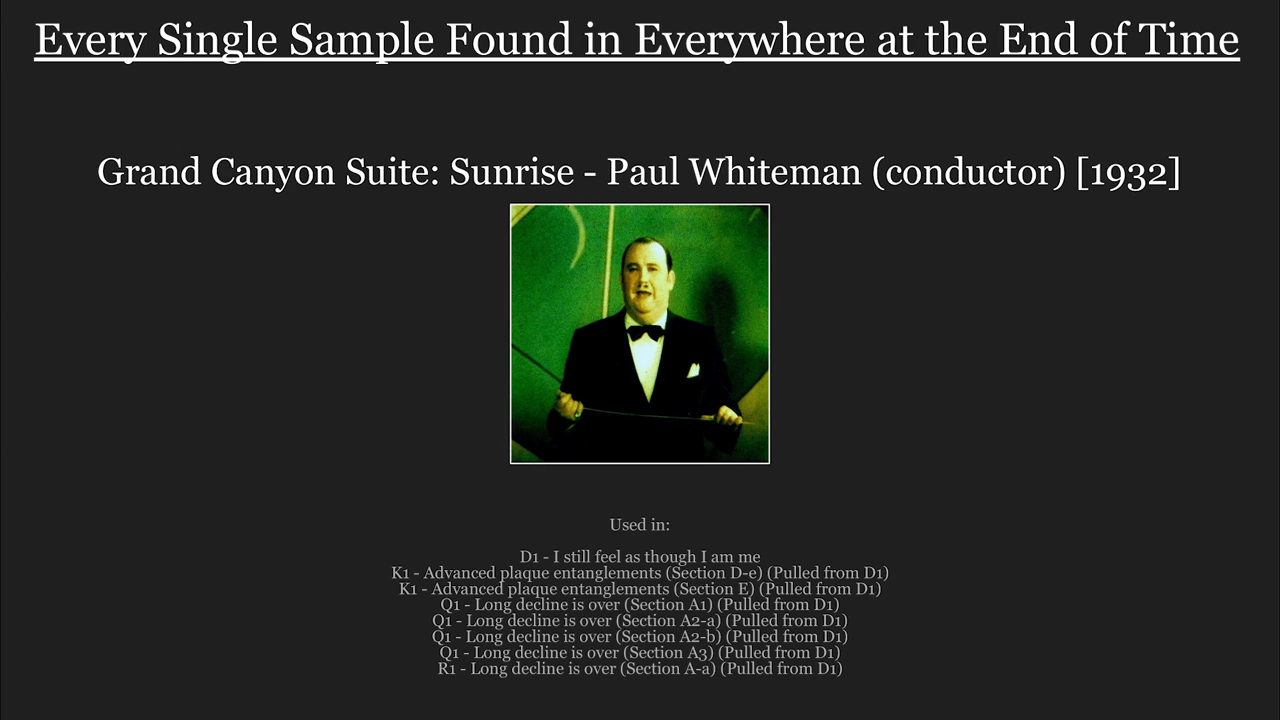 Every Single Sample Found in Everywhere at the End of Time
Grand Canyon Suite: Sunrise - Paul Whiteman (conductor) [1932]
Used in:
D1 - I still feel as though I am me
K1 - Advanced plaque entanglements (Section D-e) (Pulled from D1)
K1 - Advanced plaque entanglements (Section E) (Pulled from D1)
Q1 - Long decline is over (Section A1) (Pulled from D1)
Q1 - Long decline is over (Section A2-a) (Pulled from D1)
Q1 - Long decline is over (Section A2-b) (Pulled from D1)
Q1 - Long decline is over (Section A3) (Pulled from D1)
R1 - Long decline is over (Section A-a) (Pulled from D1)